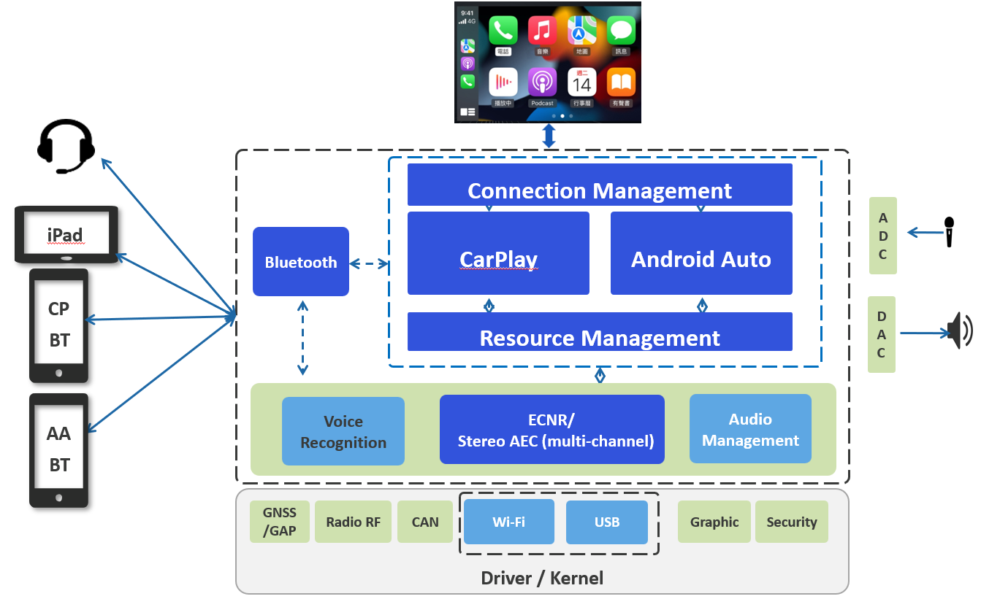 9:41
4G
電話
音樂
地圖
訊息
週二
14
播放中
Podcast
行事曆
有聲書
Connection Management
iPad
Bluetooth
CarPlay
Android Auto
A
D
C
CP
BT
Resource Management
D
A
C
AA
BT
Voice
Recognition
ECNR/
Stereo AEC (multi-channel)
Audio
Management
GNSS
/GAP
Radio RF
CAN
Wi-Fi
USB
Graphic
Security
Driver / Kernel